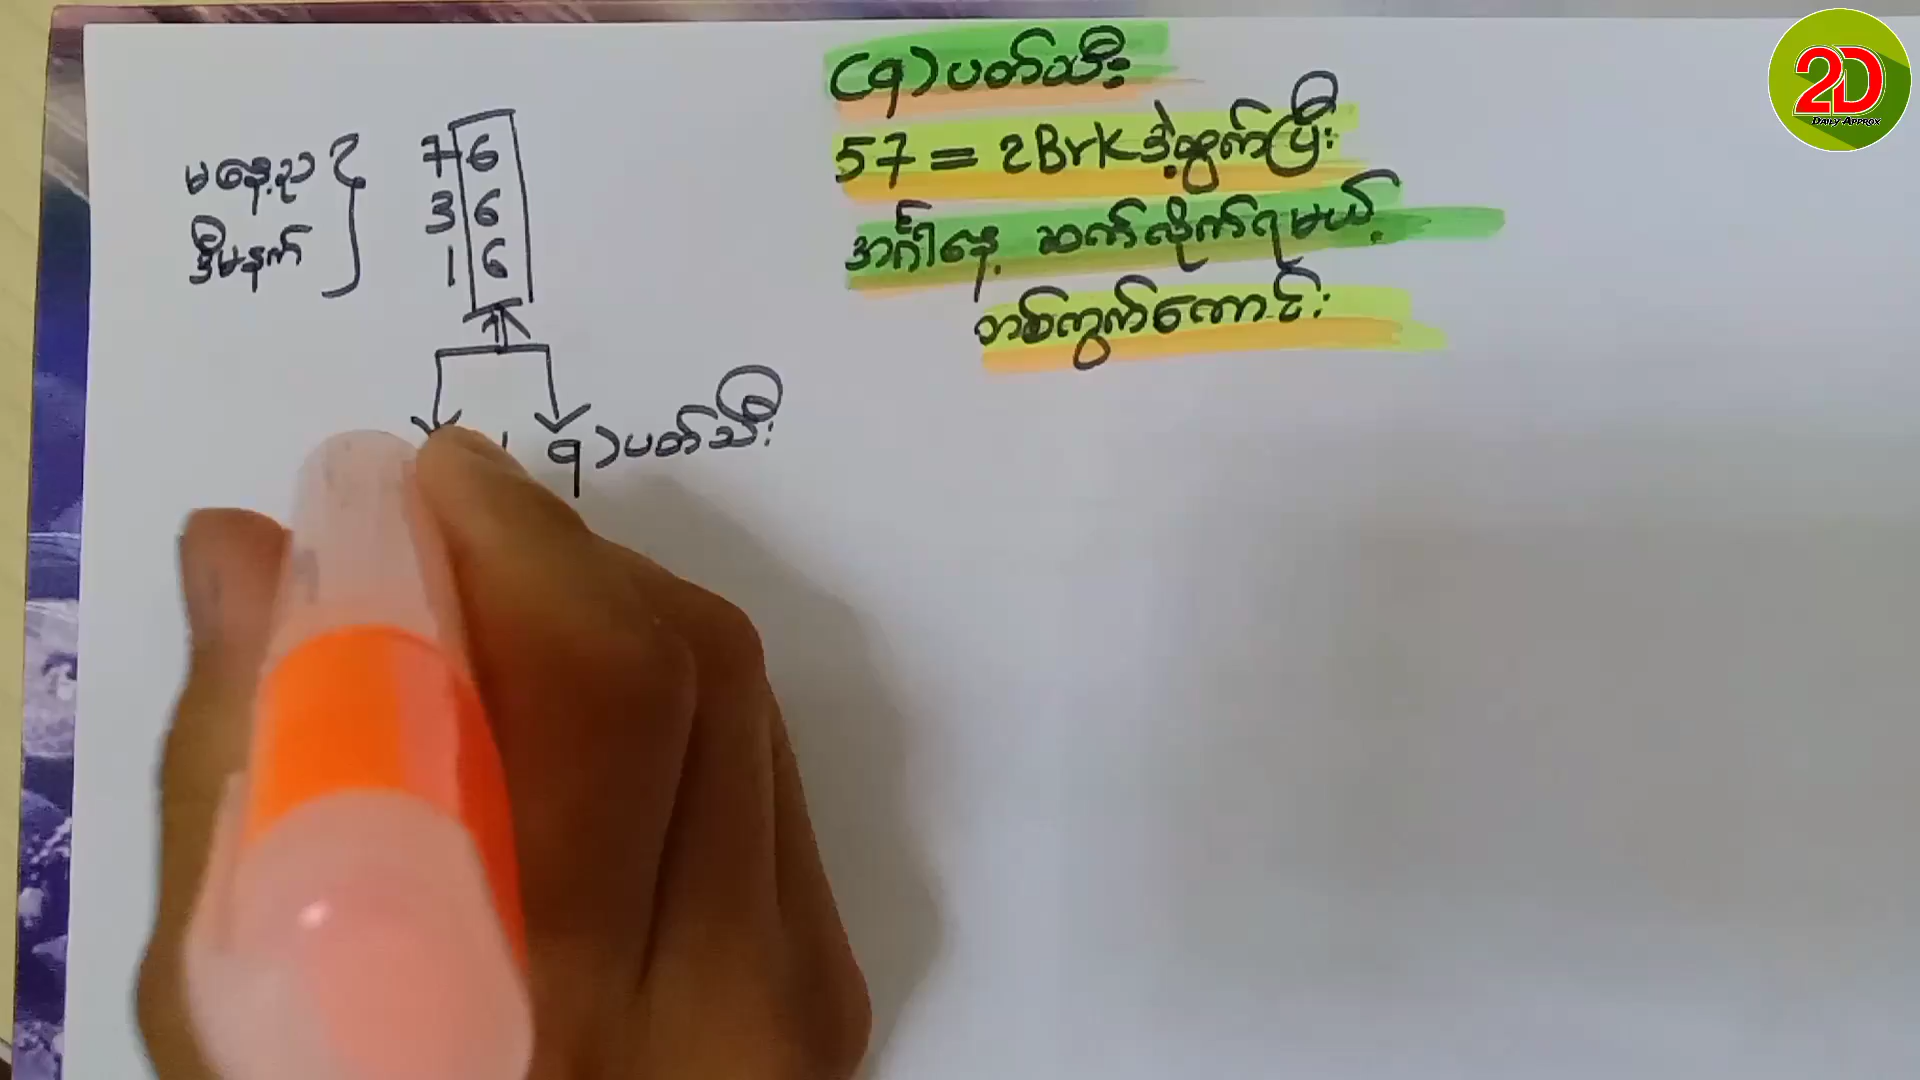 မနေ့ည
ဒီမနက်
76
36
16
၅)ပတ်သီး
(၅)ပတ်သီး
57 = 2Brk ဒဲ့ထွက်ပြီး
အင်္ဂါနေ့ ဆက်လိုက်ရမယ့်
တစ်ကွက်ကောင်း
2D
DAILY APPROX